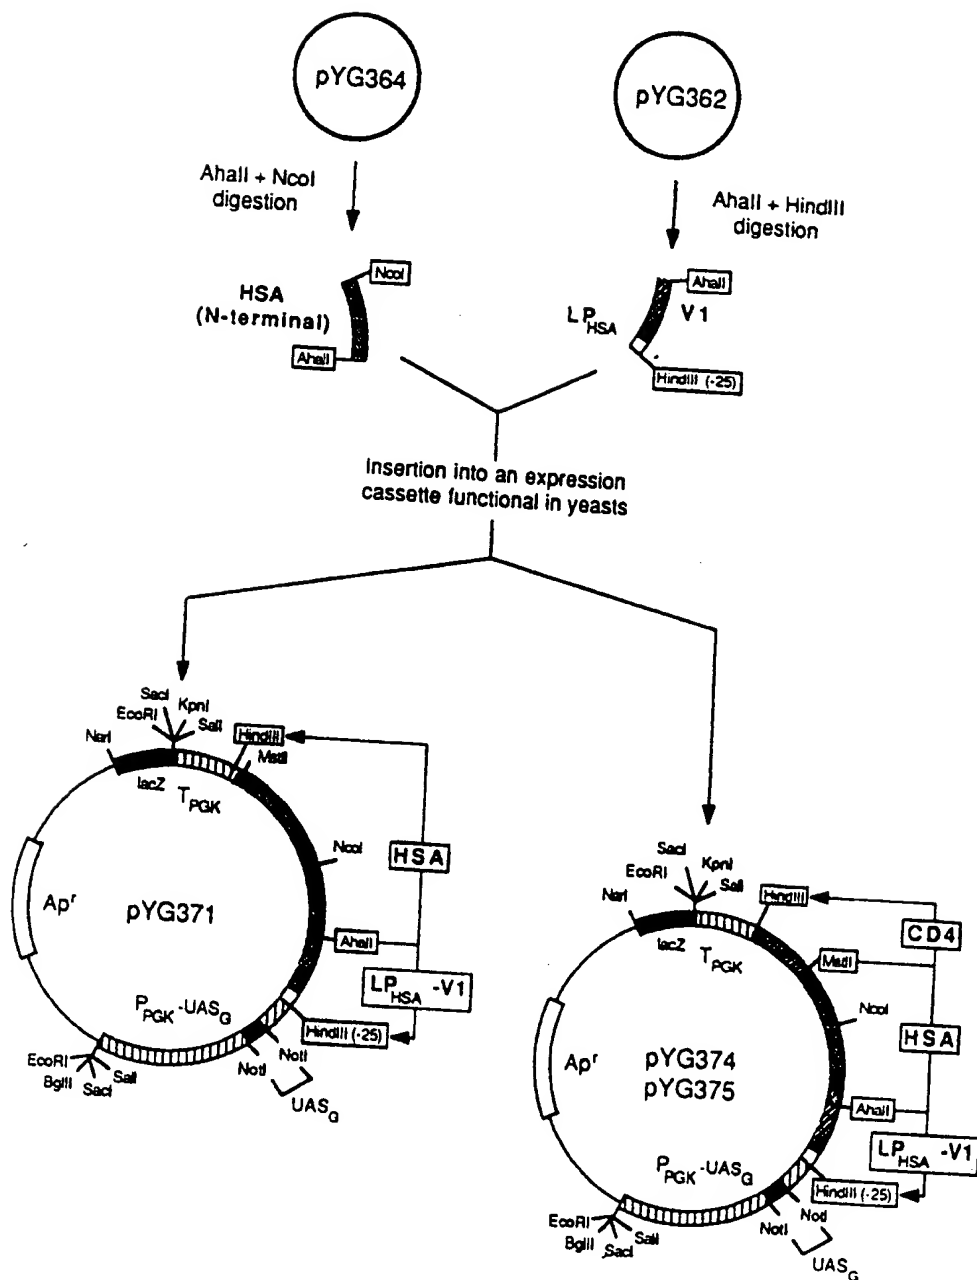 pYG364
pYG362
AhaII + NcoI
digestion
AhaII + HindIII
digestion
NcoI
HSA
(N-terminal)
AhaII
AhaII
LP HSA
V1
HindIII (-25)
Insertion into an expression
cassette functional in yeasts
SacI
KpnI
EcoRI
SalI
NarI
HindIII
MstII
lacZ
T PGK
NcoI
HSA
Ap r
pYG371
AhaII
LP HSA -V1
P PGK -UAS G
HindIII (-25)
NotI
NotI
EcoRI
BglII
SacI
SalI
UAS G
SacI
KpnI
EcoRI
SalI
NarI
HindIII
CD4
lacZ
T PGK
MstII
NcoI
HSA
Ap r
pYG374
pYG375
AhaII
LP HSA -V1
P PGK -UAS G
HindIII (-25)
NotI
NotI
EcoRI
BglII
SacI
SalI
UAS G